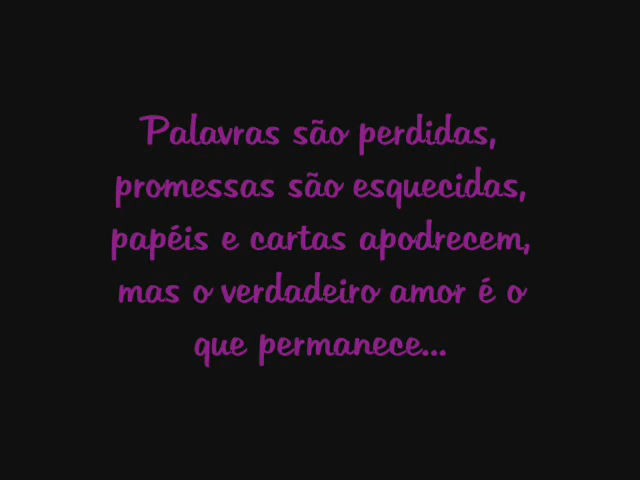 Palavras são perdidas,
promessas são esquecidas,
papéis e cartas apodrecem,
mas o verdadeiro amor é o
que permanece...